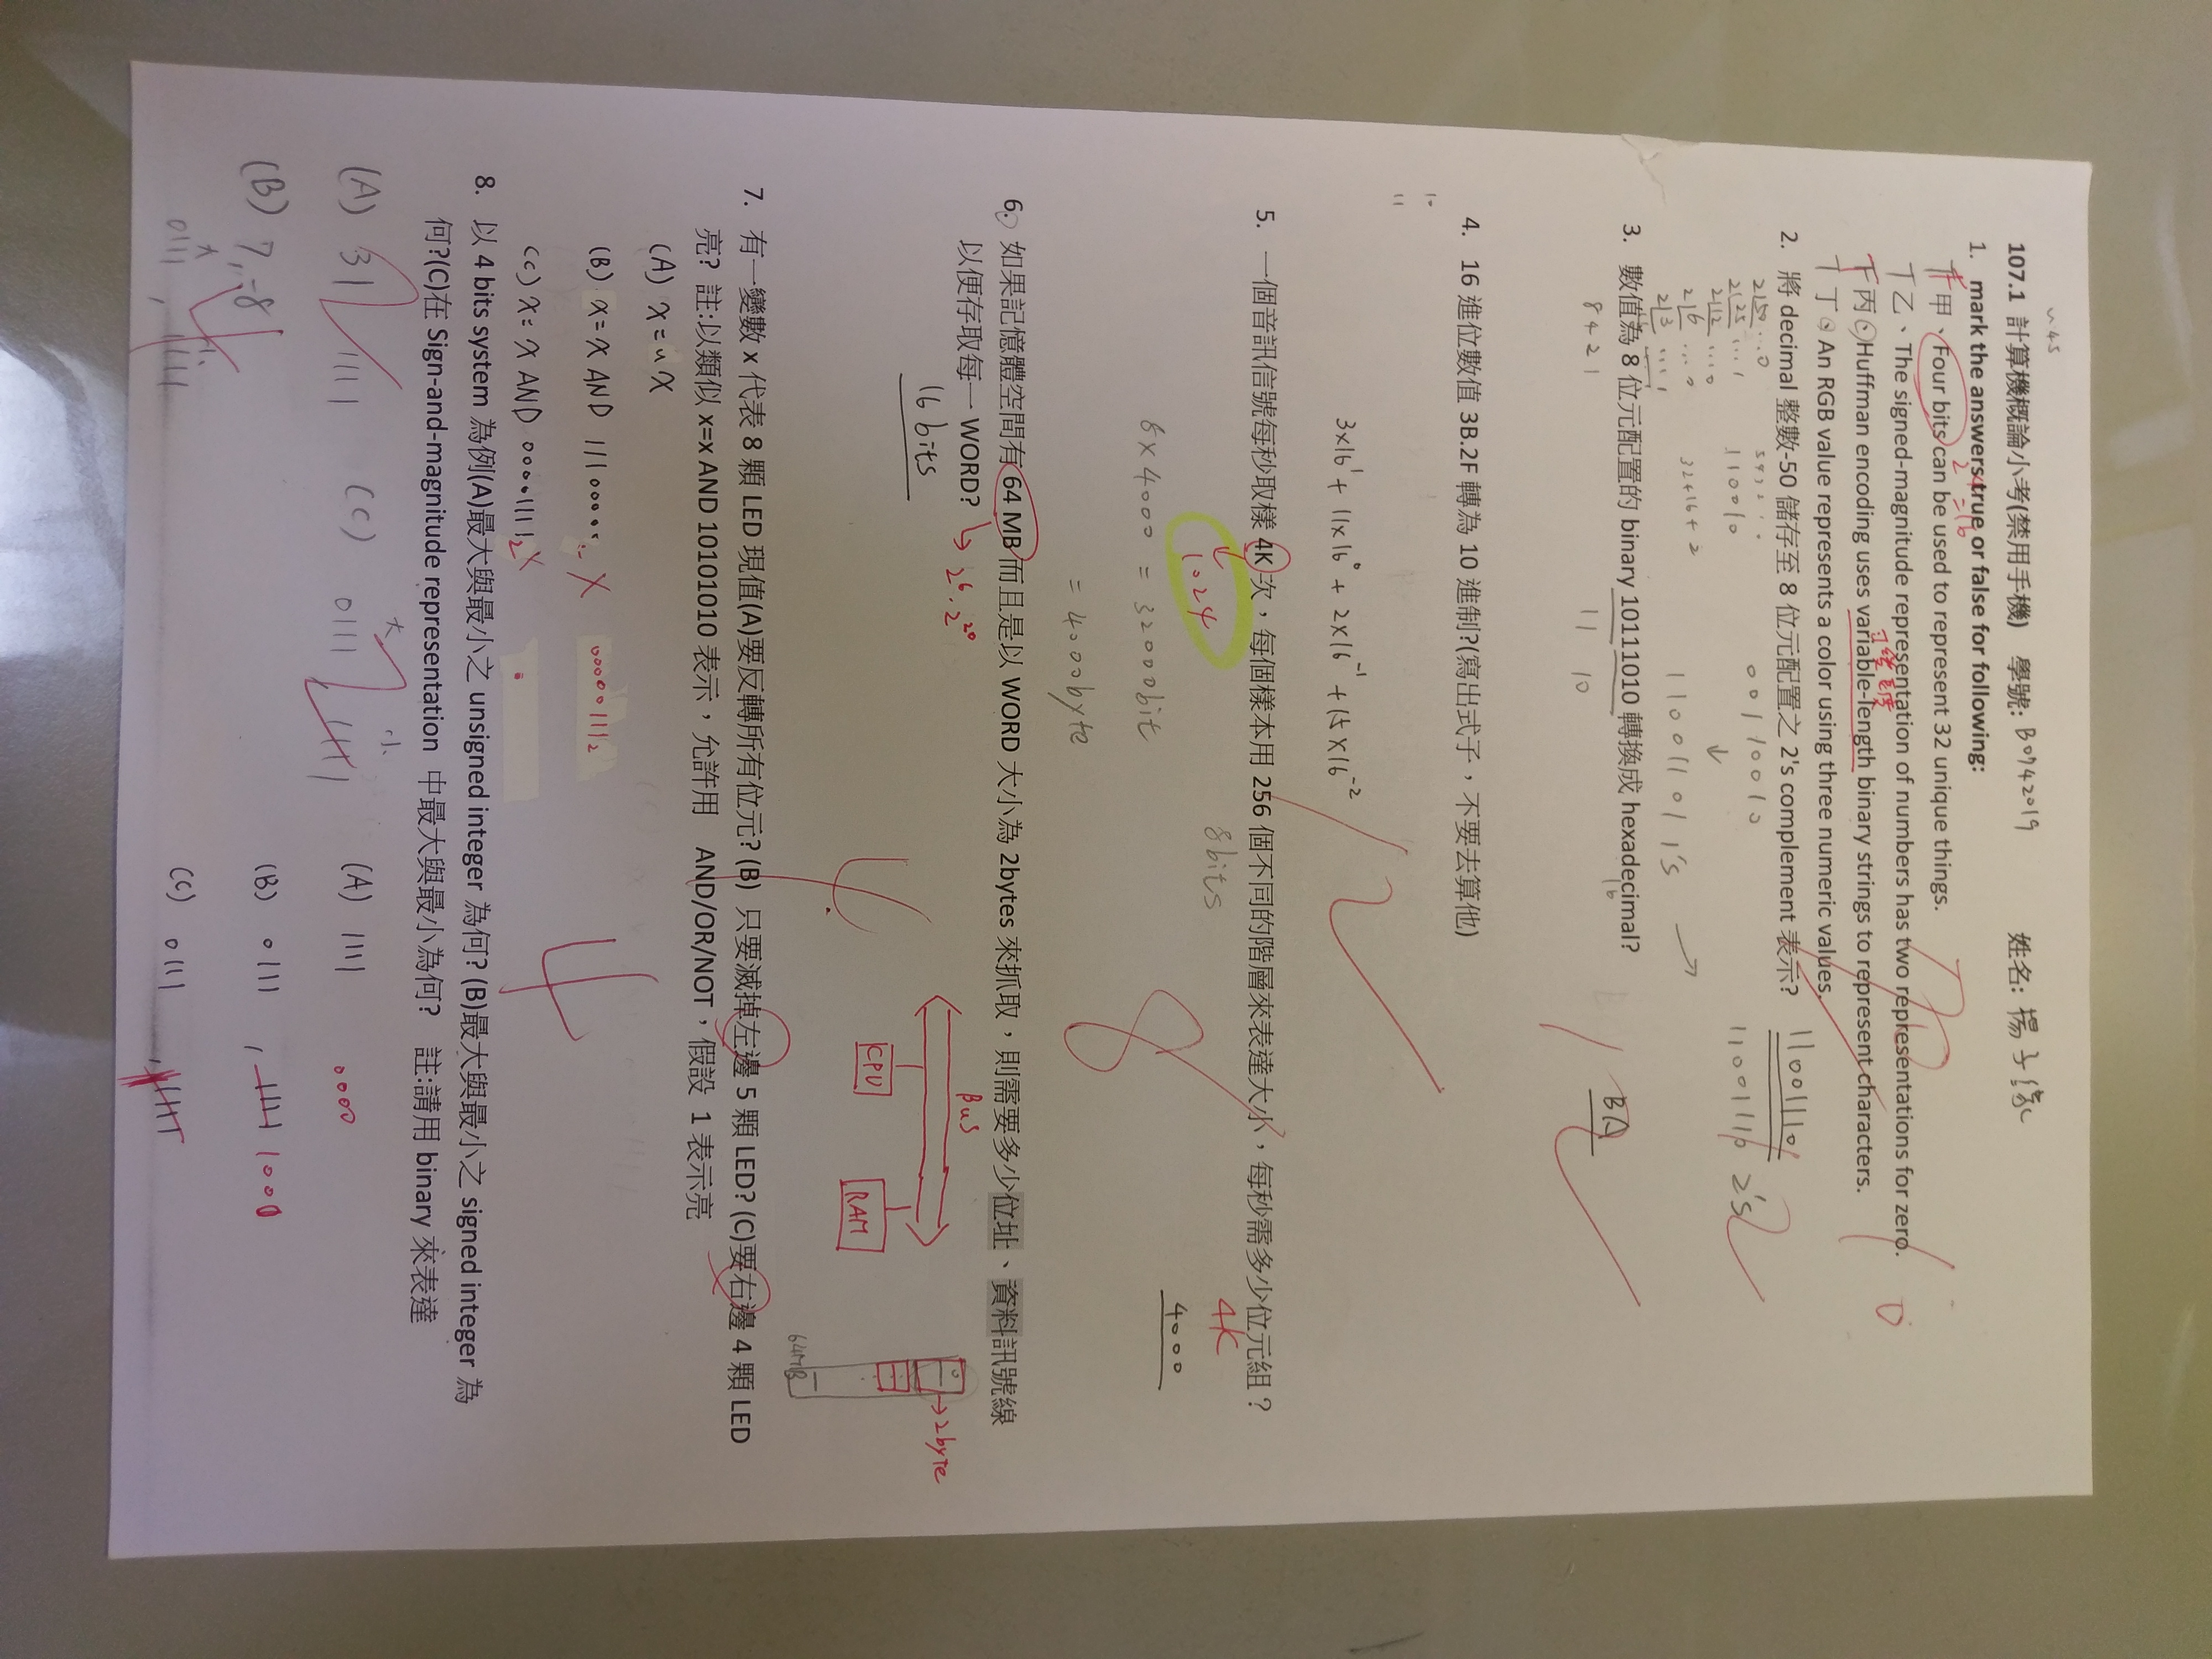 ~45
107.1 計算機概論小考(禁用手機) 學號: B0742019 姓名: 楊子緣
1. mark the answers true or false for following:
2⁴=16
甲、Four bits can be used to represent 32 unique things.
T 乙、The signed-magnitude representation of numbers has two representations for zero. 10
可變長度
丙、Huffman encoding uses variable-length binary strings to represent characters.
T 丁、An RGB value represents a color using three numeric values.
2. 將 decimal 整數-50 儲存至 8 位元配置之 2's complement 表示? 11001110
2|50 ...0 00110010 11001110 2's 12
2|25 ...1 110010 ↓
2|12 ...0
2|6 ...0 32+16+2 11001101 1's →
2|3 ...1
3. 數值為 8 位元配置的 binary 10111010 轉換成 hexadecimal? BA
8421 11 10 16 12
4. 16 進位數值 3B.2F 轉為 10 進制?(寫出式子，不要去算他)
10
11
3×16¹ + 11×16⁰ + 2×16⁻¹ + 15×16⁻² 12
5. 一個音訊信號每秒取樣 4K 次，每個樣本用 256 個不同的階層來表達大小，每秒需多少位元組？
↓ 1024 8bits 4K
4000
8×4000 = 32000bit 8
= 4000byte
6. 如果記憶體空間有 64 MB 而且是以 WORD 大小為 2bytes 來抓取，則需要多少位址、資料訊號線
以便存取每一 WORD? 2⁶·2²⁰ Bus
16 bits →2byte
4 CPU RAM
64MB
7. 有一變數 x 代表 8 顆 LED 現值(A)要反轉所有位元? (B) 只要滅掉左邊 5 顆 LED? (C)要右邊 4 顆 LED
亮? 註:以類似 x=x AND 10101010 表示，允許用 AND/OR/NOT，假設 1 表示亮
(A) x=~x
(B) x=x AND 11100000 X 00000111₂ 4
(C) x=x AND 00001111₂ X
8. 以 4 bits system 為例(A)最大與最小之 unsigned integer 為何? (B)最大與最小之 signed integer 為
何?(C)在 Sign-and-magnitude representation 中最大與最小為何? 註:請用 binary 來表達
大 小
(A) 31 1111 (C) 0111 1111 (A) 1111 0000
(B) 7, -8 (B) 0111 , 1111 1000
大 小
0111 , 1111 (C) 0111 , 1111